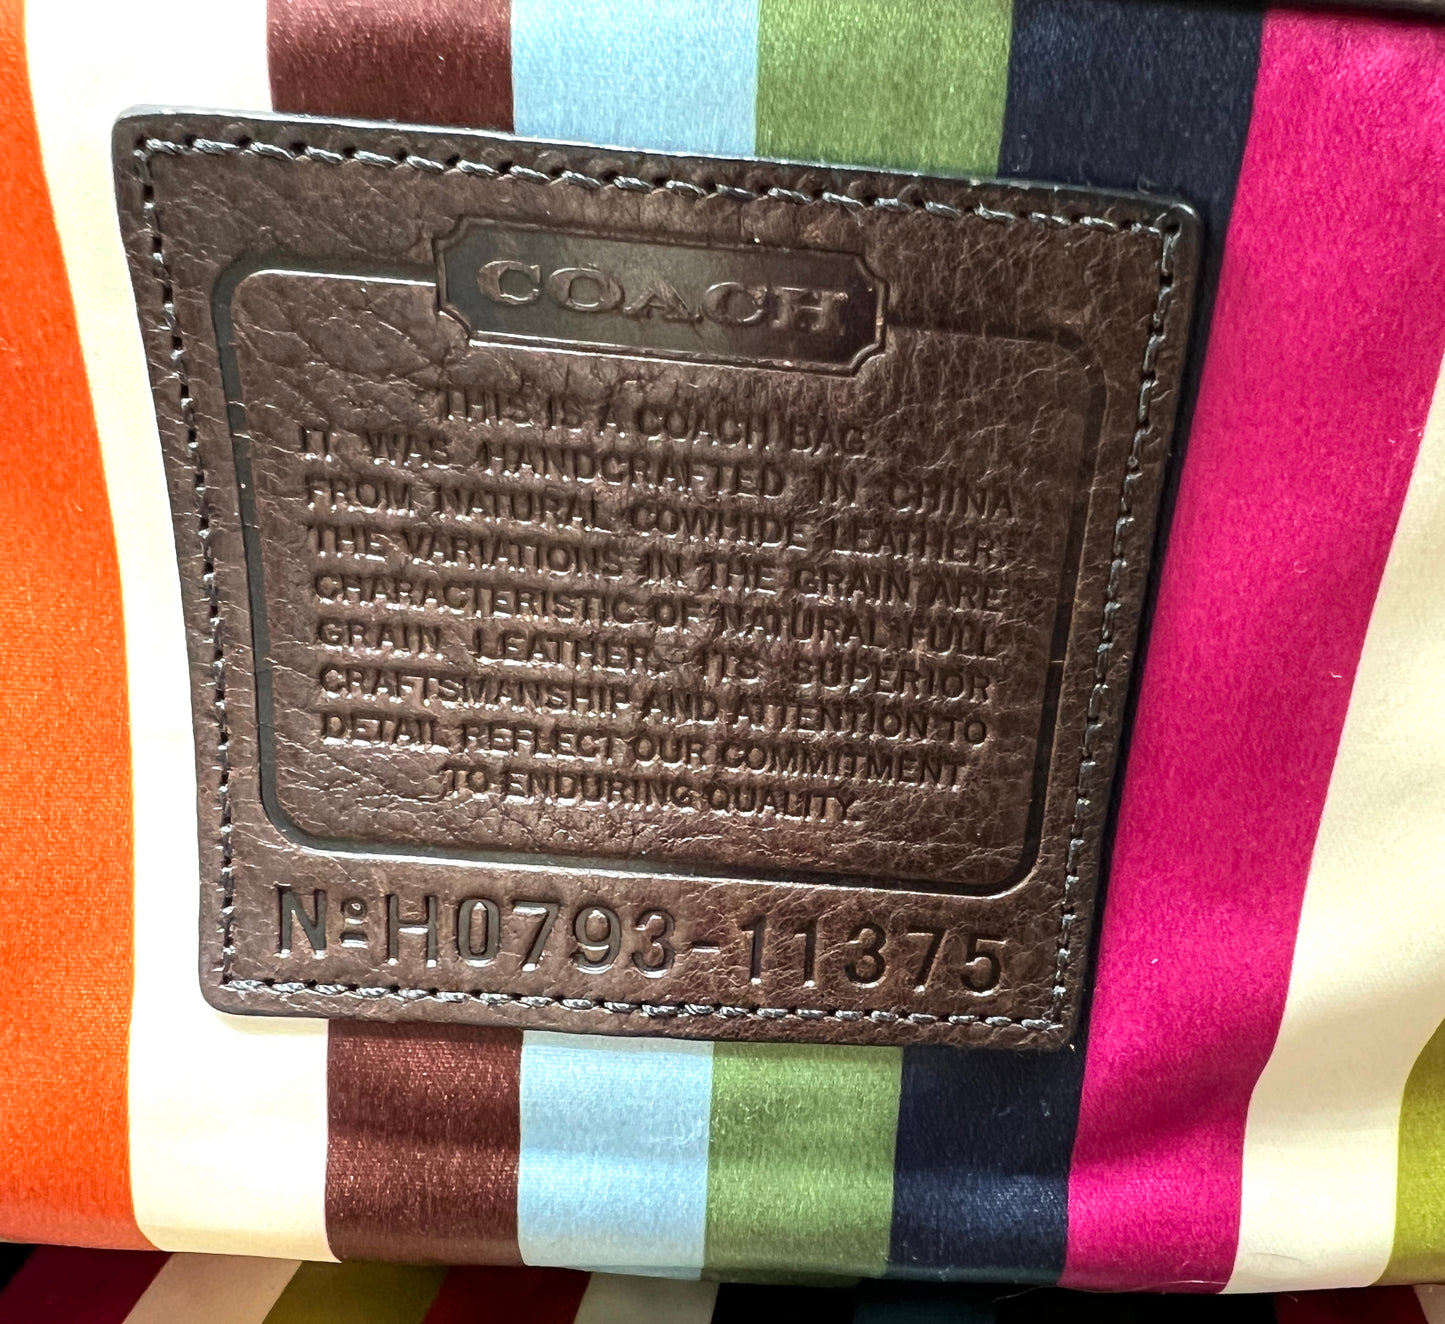 COACH
THIS IS A COACH BAG.
IT WAS HANDCRAFTED IN CHINA
FROM NATURAL COWHIDE LEATHER.
THE VARIATIONS IN THE GRAIN ARE
CHARACTERISTIC OF NATURAL FULL
GRAIN LEATHER. ITS SUPERIOR
CRAFTSMANSHIP AND ATTENTION TO
DETAIL REFLECT OUR COMMITMENT
TO ENDURING QUALITY.
Nº H0793-11375